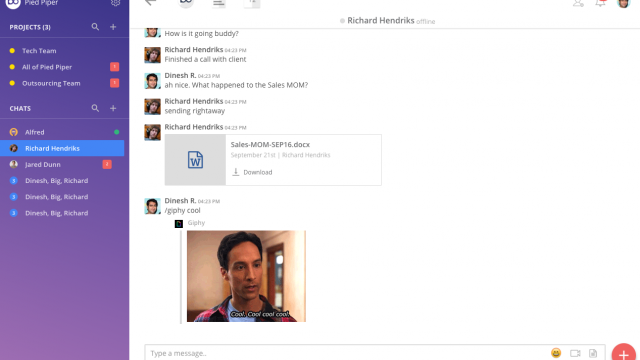 Pied Piper
PROJECTS (3)
Tech Team
All of Pied Piper
Outsourcing Team
CHATS
Alfred
Richard Hendriks
Jared Dunn
Dinesh, Big, Richard
Dinesh, Big, Richard
Dinesh, Big, Richard
Richard Hendriks offline
How is it going buddy?
Richard Hendriks 04:23 PM
Finished a call with client
Dinesh R. 04:23 PM
ah nice. What happened to the Sales MOM?
Richard Hendriks 04:23 PM
sending rightaway
Richard Hendriks 04:23 PM
Sales-MOM-SEP16.docx
September 21st | Richard Hendriks
Download
Dinesh R. 04:23 PM
/giphy cool
Giphy
Cool. Cool cool cool.
Type a message..